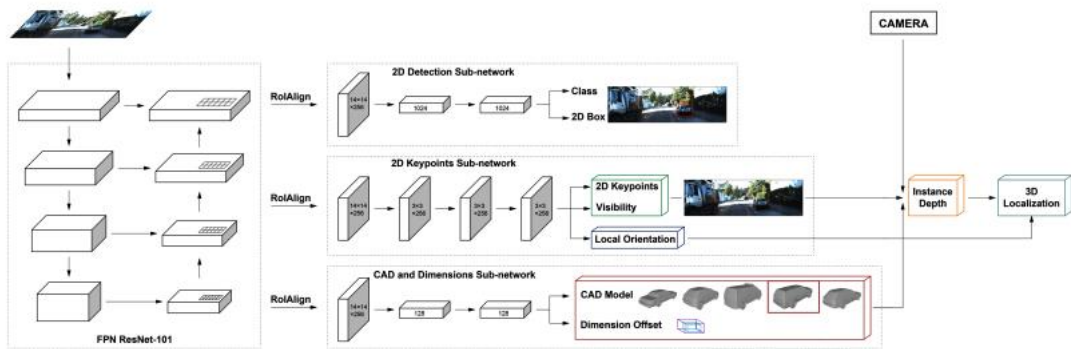 CAMERA
2D Detection Sub-network
RoIAlign
14×14
×256
1024
1024
Class
2D Box
2D Keypoints Sub-network
RoIAlign
14×14
×256
3×3
×256
3×3
×256
3×3
×256
2D Keypoints
Visibility
Local Orientation
Instance
Depth
3D
Localization
CAD and Dimensions Sub-network
RoIAlign
14×14
×256
128
128
CAD Model
Dimension Offset
FPN ResNet-101